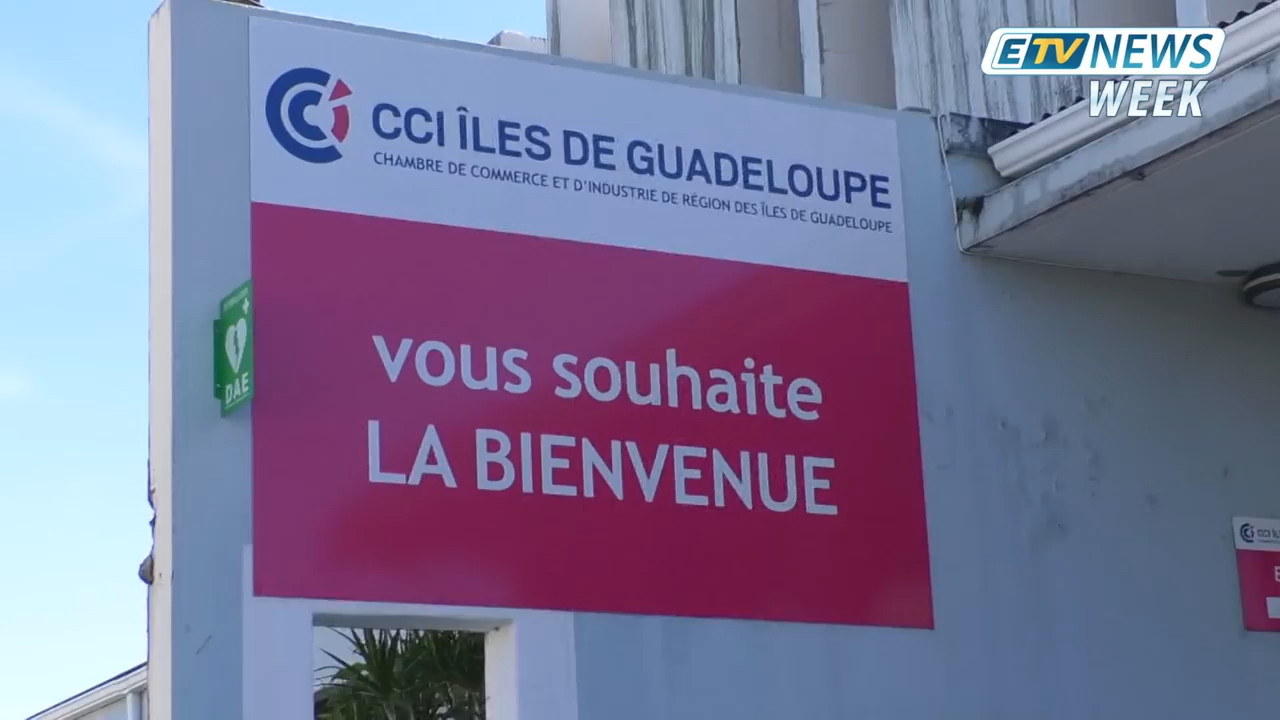 ETV NEWS
WEEK
CCI ÎLES DE GUADELOUPE
CHAMBRE DE COMMERCE ET D'INDUSTRIE DE RÉGION DES ÎLES DE GUADELOUPE
vous souhaite
LA BIENVENUE
DAE